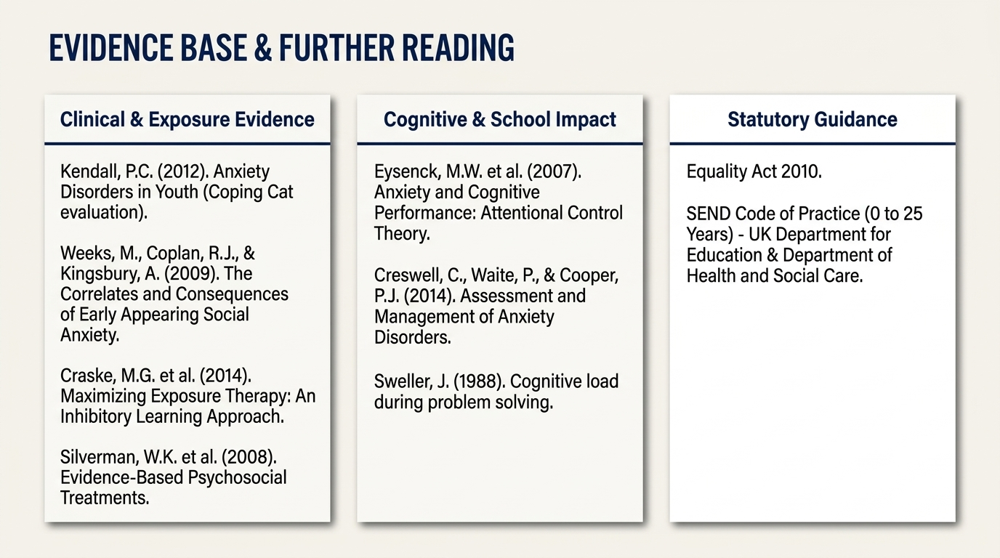 EVIDENCE BASE & FURTHER READING
Clinical & Exposure Evidence
Kendall, P.C. (2012). Anxiety
Disorders in Youth (Coping Cat
evaluation).
Weeks, M., Coplan, R.J., &
Kingsbury, A. (2009). The
Correlates and Consequences
of Early Appearing Social
Anxiety.
Craske, M.G. et al. (2014).
Maximizing Exposure Therapy: An
Inhibitory Learning Approach.
Silverman, W.K. et al. (2008).
Evidence-Based Psychosocial
Treatments.
Cognitive & School Impact
Eysenck, M.W. et al. (2007).
Anxiety and Cognitive
Performance: Attentional Control
Theory.
Creswell, C., Waite, P., & Cooper,
P.J. (2014). Assessment and
Management of Anxiety
Disorders.
Sweller, J. (1988). Cognitive load
during problem solving.
Statutory Guidance
Equality Act 2010.
SEND Code of Practice (0 to 25
Years) - UK Department for
Education & Department of
Health and Social Care.